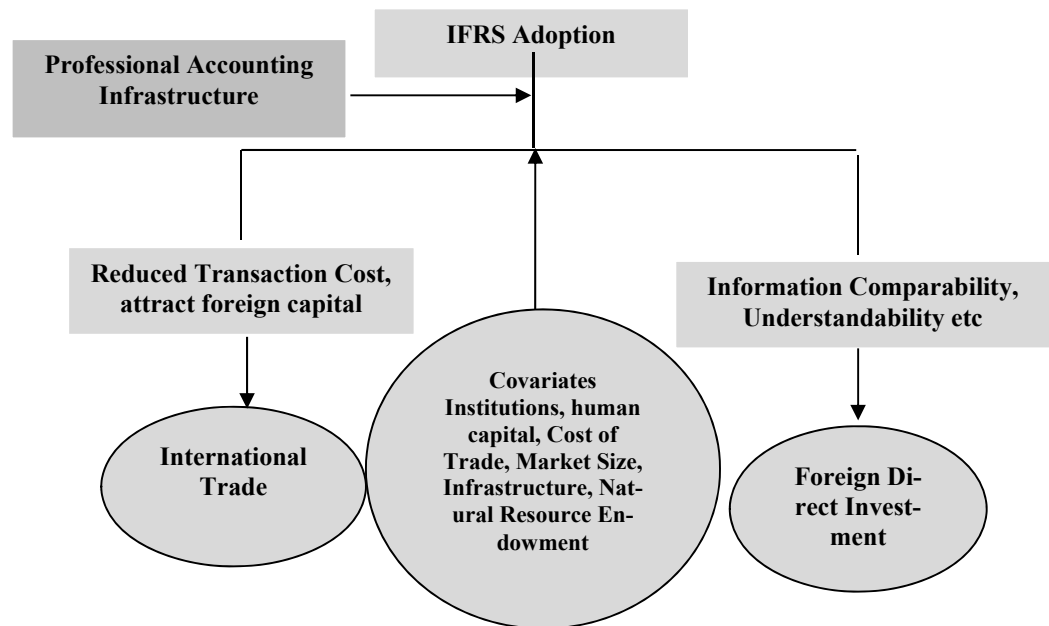 IFRS Adoption
Professional Accounting
Infrastructure
Reduced Transaction Cost,
attract foreign capital
Information Comparability,
Understandability etc
Covariates
Institutions, human
capital, Cost of
Trade, Market Size,
Infrastructure, Nat-
ural Resource En-
dowment
International
Trade
Foreign Di-
rect Invest-
ment